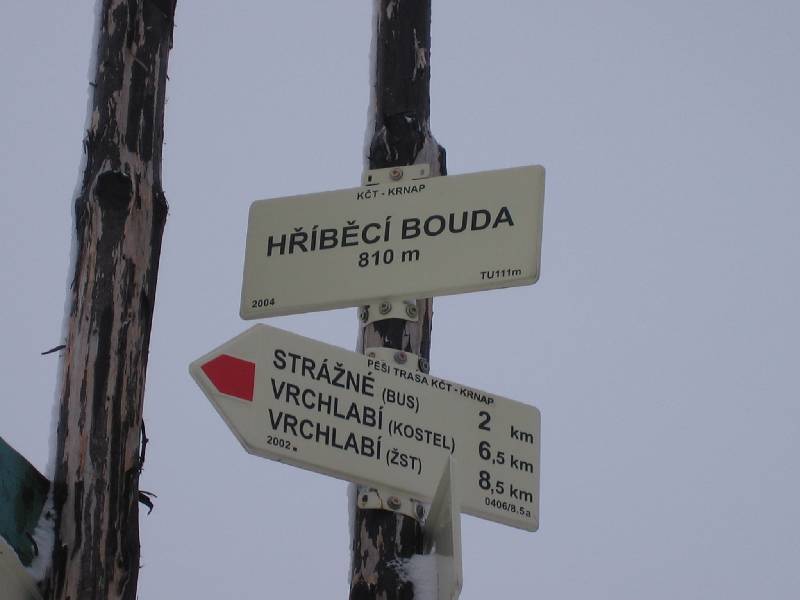 KČT - KRNAP
HŘÍBĚCÍ BOUDA
810 m
2004 TU111m
PĚŠÍ TRASA KČT - KRNAP
STRÁŽNÉ (BUS) 2 km
VRCHLABÍ (KOSTEL) 6,5 km
VRCHLABÍ (ŽST) 8,5 km
2002. 0406/8.5a